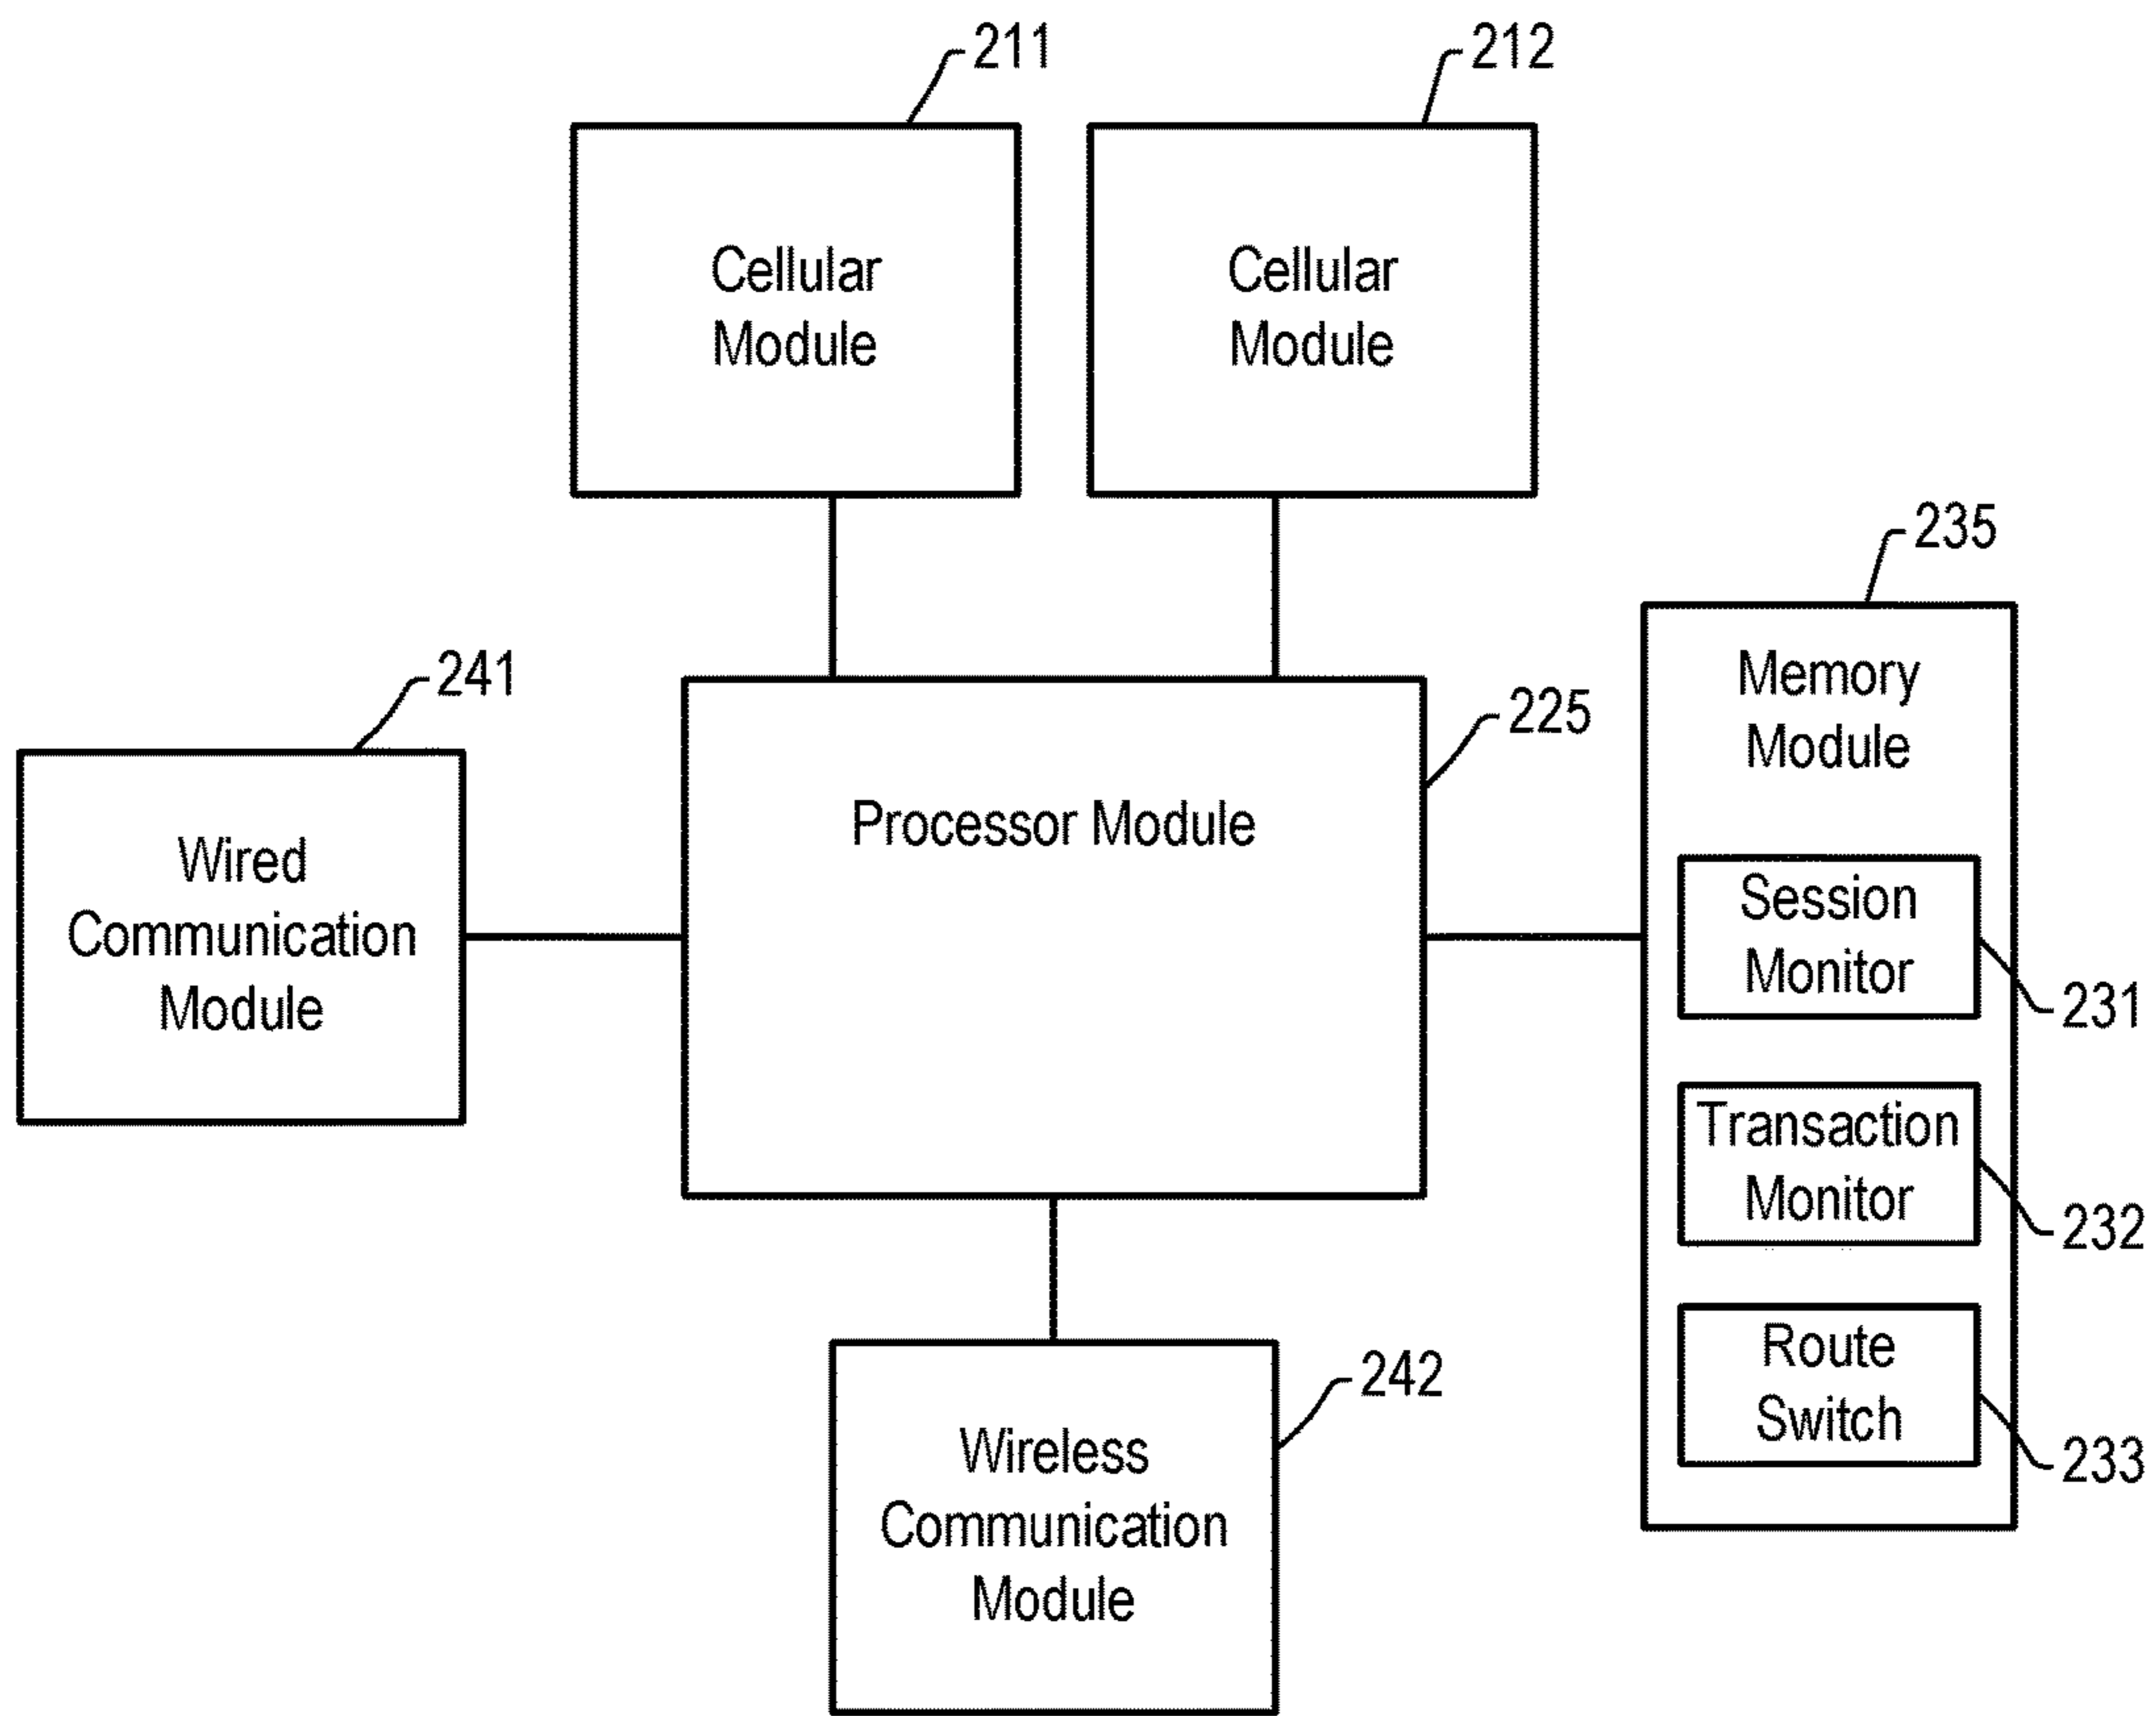 211
212
Cellular
Module
Cellular
Module
235
Memory
Module
241
225
Processor Module
Wired
Communication
Module
Session
Monitor
231
Transaction
Monitor
232
Route
Switch
233
242
Wireless
Communication
Module